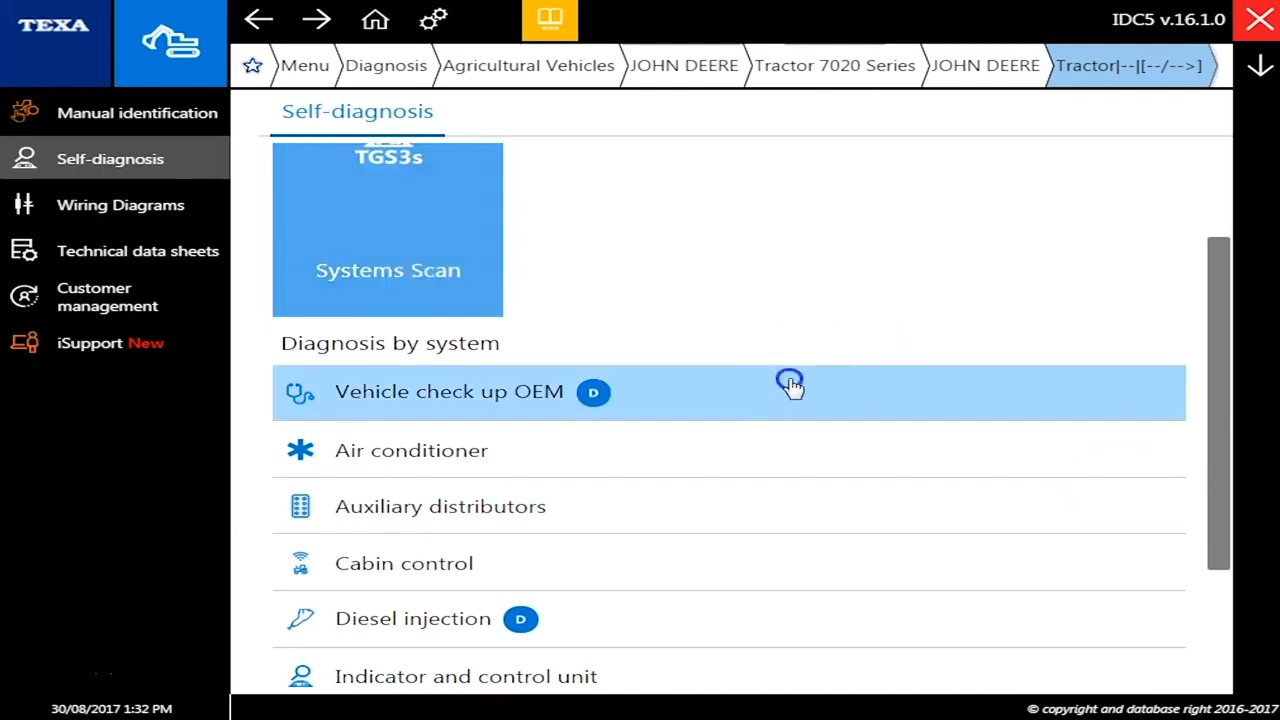 TEXA
IDC5 v.16.1.0
Menu
Diagnosis
Agricultural Vehicles
JOHN DEERE
Tractor 7020 Series
JOHN DEERE
Tractor|--|[--/-->]
Manual identification
Self-diagnosis
Wiring Diagrams
Technical data sheets
Customer
management
iSupport New
Self-diagnosis
TGS3s
Systems Scan
Diagnosis by system
Vehicle check up OEM D
Air conditioner
Auxiliary distributors
Cabin control
Diesel injection D
Indicator and control unit
30/08/2017 1:32 PM
© copyright and database right 2016-2017